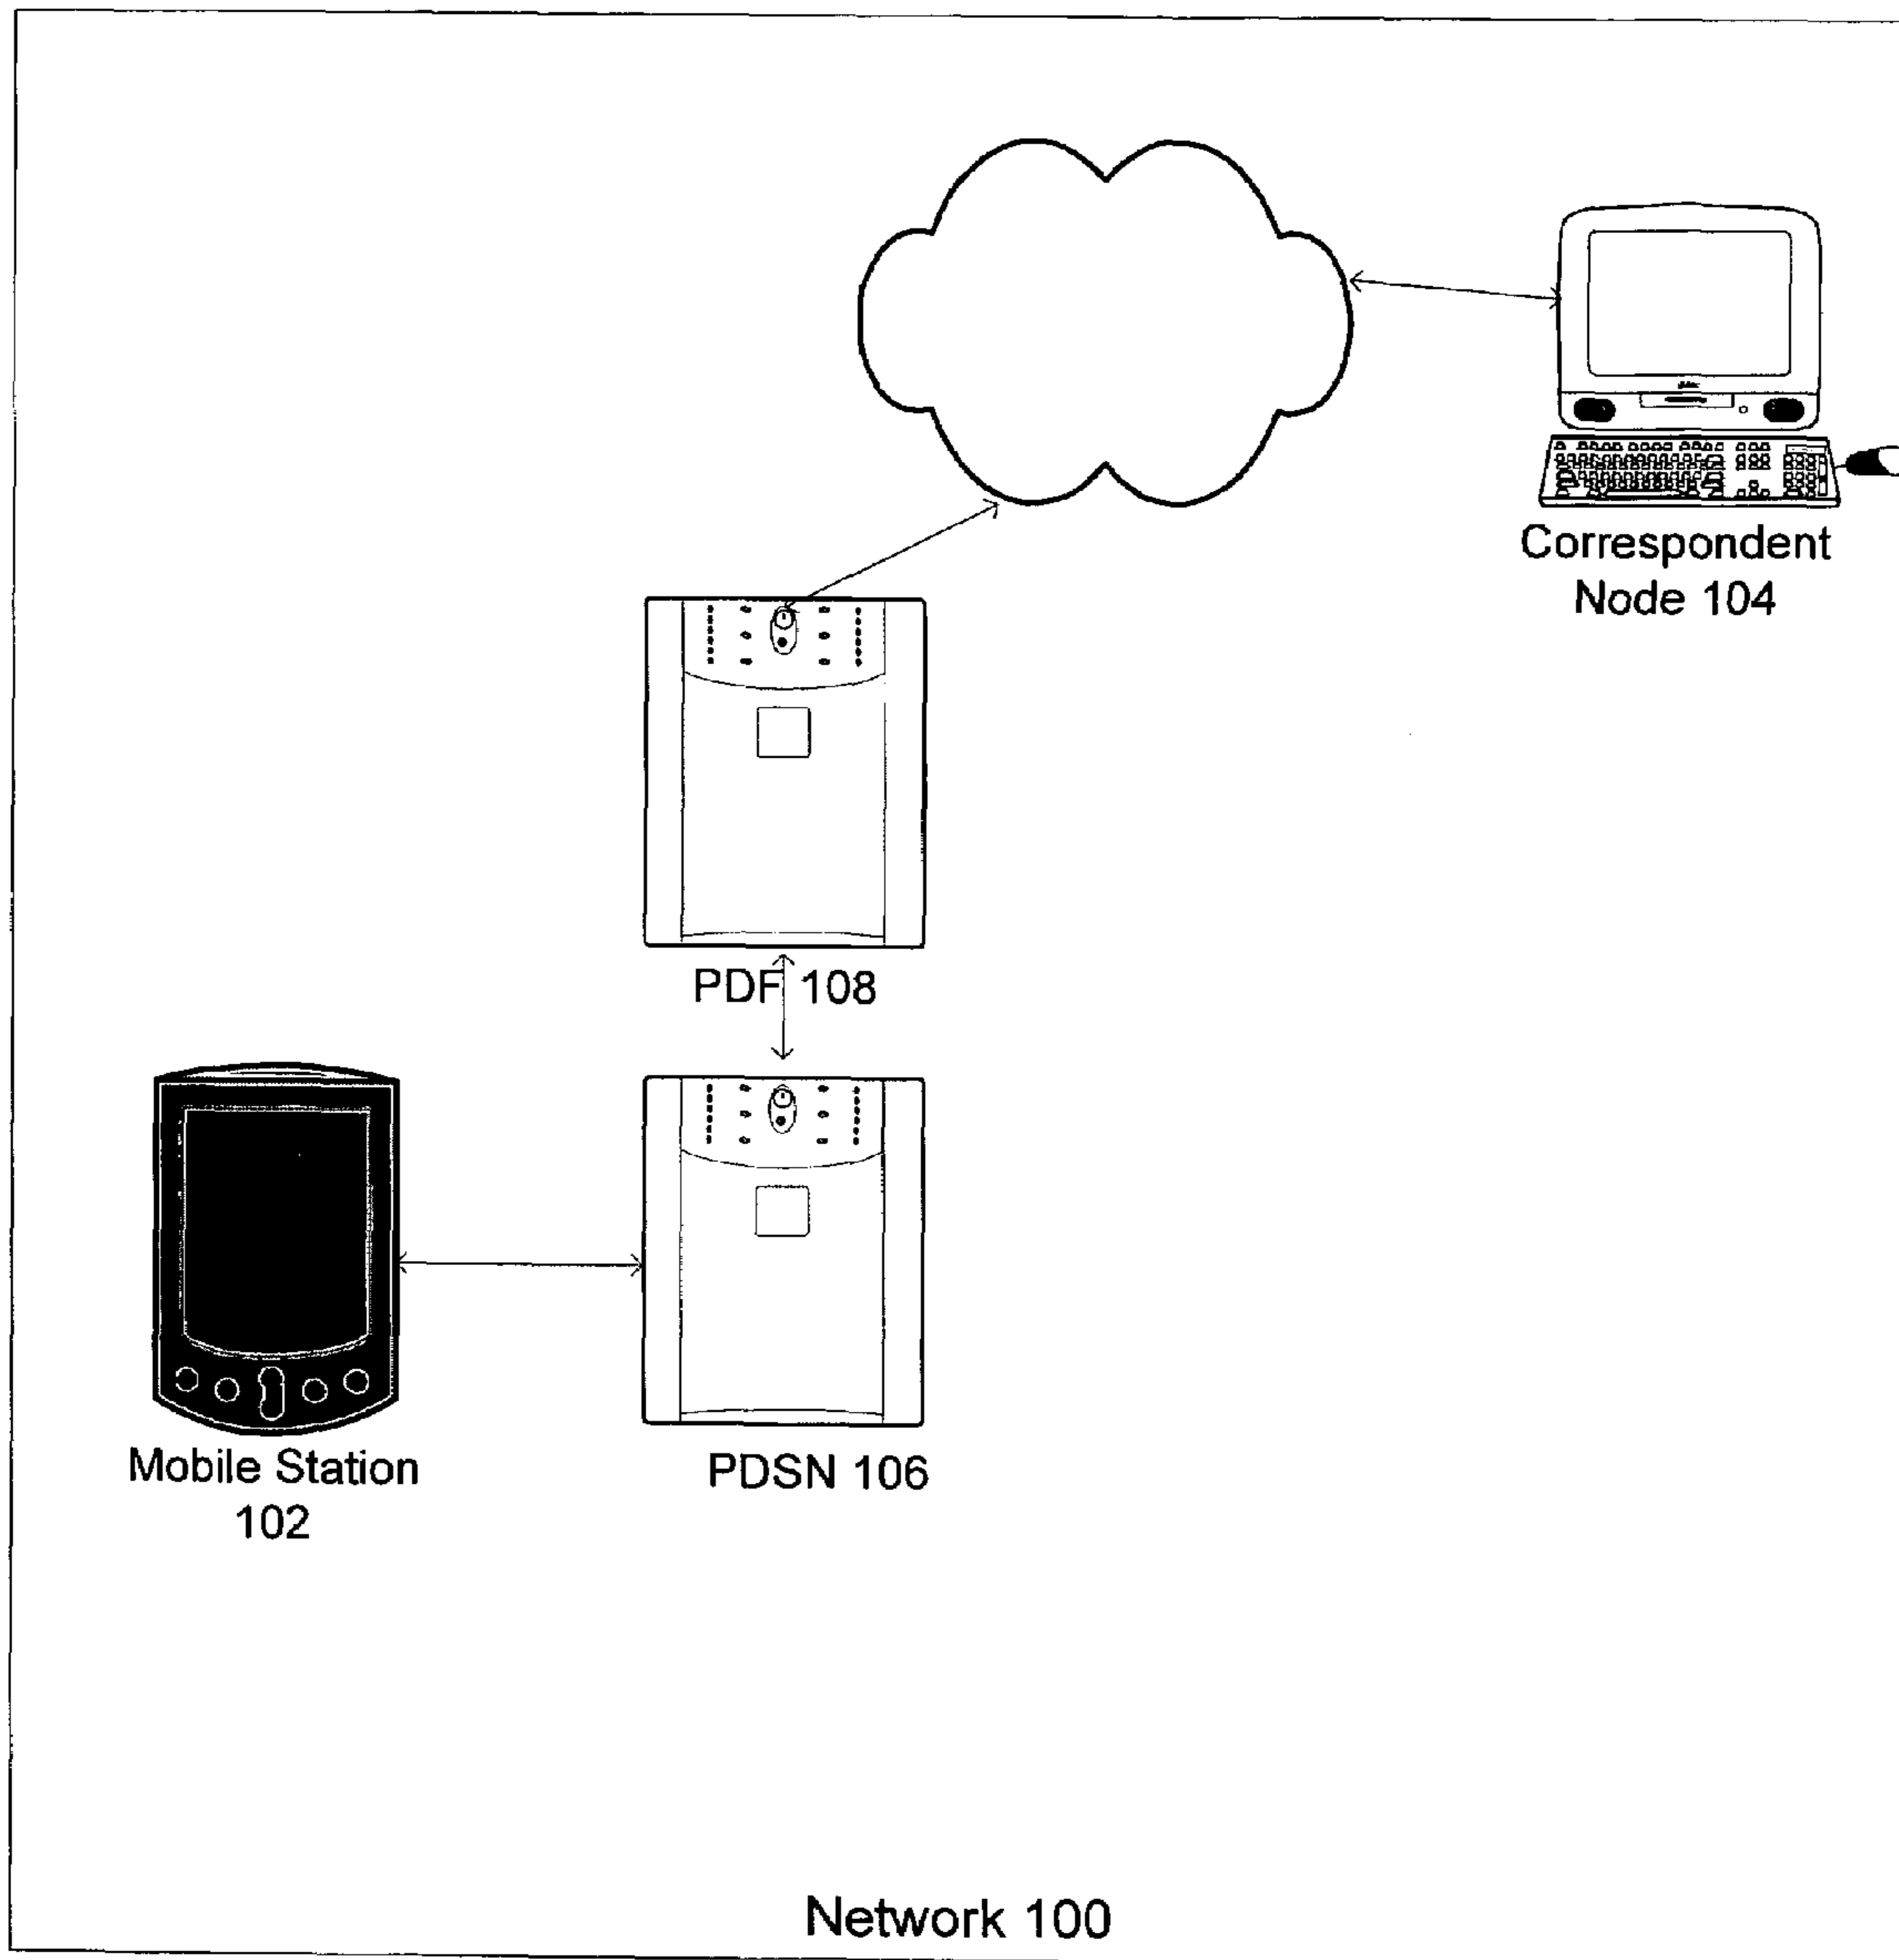 Correspondent
Node 104
PDF 108
Mobile Station
102
PDSN 106
Network 100